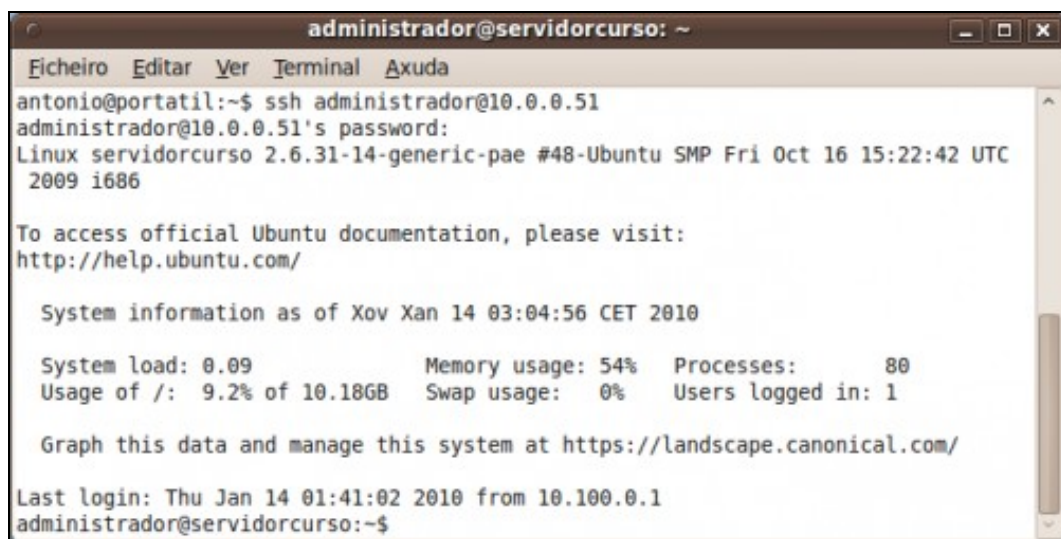 administrador@servidorcurso: ~
Ficheiro Editar Ver Terminal Axuda
antonio@portatil:~$ ssh administrador@10.0.0.51
administrador@10.0.0.51's password:
Linux servidorcurso 2.6.31-14-generic-pae #48-Ubuntu SMP Fri Oct 16 15:22:42 UTC
2009 i686
To access official Ubuntu documentation, please visit:
http://help.ubuntu.com/
System information as of Xov Xan 14 03:04:56 CET 2010
System load: 0.09 Memory usage: 54% Processes: 80
Usage of /: 9.2% of 10.18GB Swap usage: 0% Users logged in: 1
Graph this data and manage this system at https://landscape.canonical.com/
Last login: Thu Jan 14 01:41:02 2010 from 10.100.0.1
administrador@servidorcurso:~$